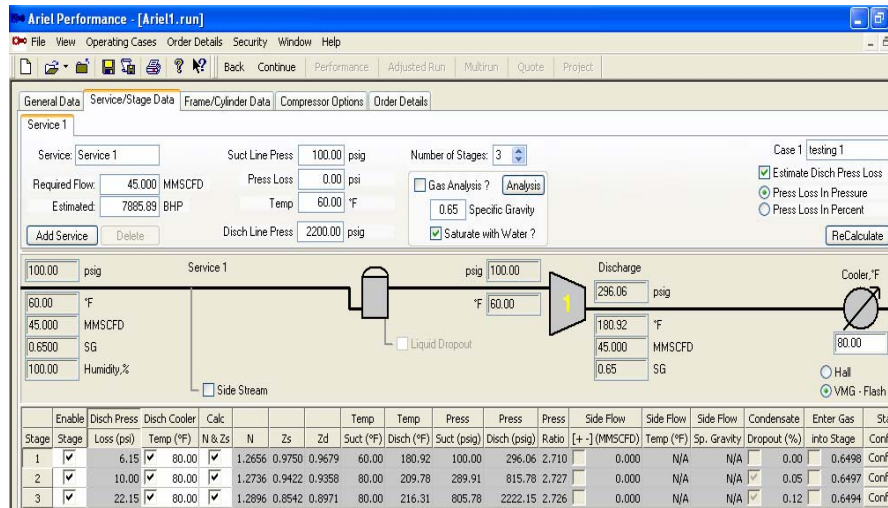 Ariel Performance - [Ariel1.run]
File View Operating Cases Order Details Security Window Help
Back Continue Performance Adjusted Run Multirun Quote Project
General Data Service/Stage Data Frame/Cylinder Data Compressor Options Order Details
Service 1
Service: Service 1 Suct Line Press 100.00 psig Number of Stages: 3 Case 1 testing 1
Required Flow: 45.000 MMSCFD Press Loss 0.00 psi Gas Analysis ? Analysis Estimate Disch Press Loss
Estimated: 7885.89 BHP Temp 60.00 °F 0.65 Specific Gravity Press Loss In Pressure
Press Loss In Percent
Add Service Delete Disch Line Press 2200.00 psig Saturate with Water ? ReCalculate
100.00 psig Service 1 psig 100.00 Discharge Cooler,°F
296.06 psig
60.00 °F °F 60.00 1
45.000 MMSCFD 180.92 °F
0.6500 SG Liquid Dropout 45.000 MMSCFD 80.00
100.00 Humidity,% 0.65 SG Hall
Side Stream VMG - Flash
Enable Disch Press Disch Cooler Calc Temp Temp Press Press Press Side Flow Side Flow Side Flow Condensate Enter Gas
Stage Stage Loss (psi) Temp (°F) N & Zs N Zs Zd Suct (°F) Disch (°F) Suct (psig) Disch (psig) Ratio [+ -] (MMSCFD) Temp (°F) Sp. Gravity Dropout (%) into Stage
1 6.15 80.00 1.2656 0.9750 0.9679 60.00 180.92 100.00 296.06 2.710 0.000 N/A N/A 0.00 0.6498
2 10.00 80.00 1.2736 0.9422 0.9358 80.00 209.78 289.91 815.78 2.727 0.000 N/A N/A 0.05 0.6497
3 22.15 80.00 1.2896 0.8542 0.8971 80.00 216.31 805.78 2222.15 2.726 0.000 N/A N/A 0.12 0.6494